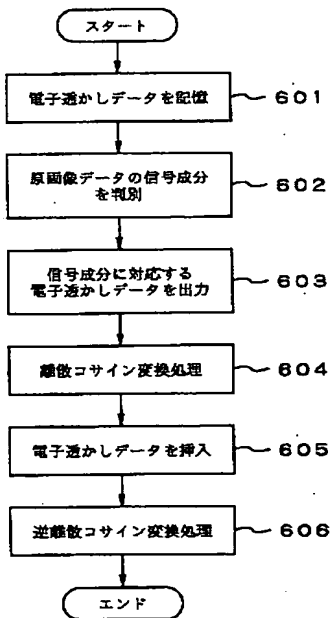 スタート
電子透かしデータを記憶
601
原画像データの信号成分
を判別
602
信号成分に対応する
電子透かしデータを出力
603
離散コサイン変換処理
604
電子透かしデータを挿入
605
逆離散コサイン変換処理
606
エンド